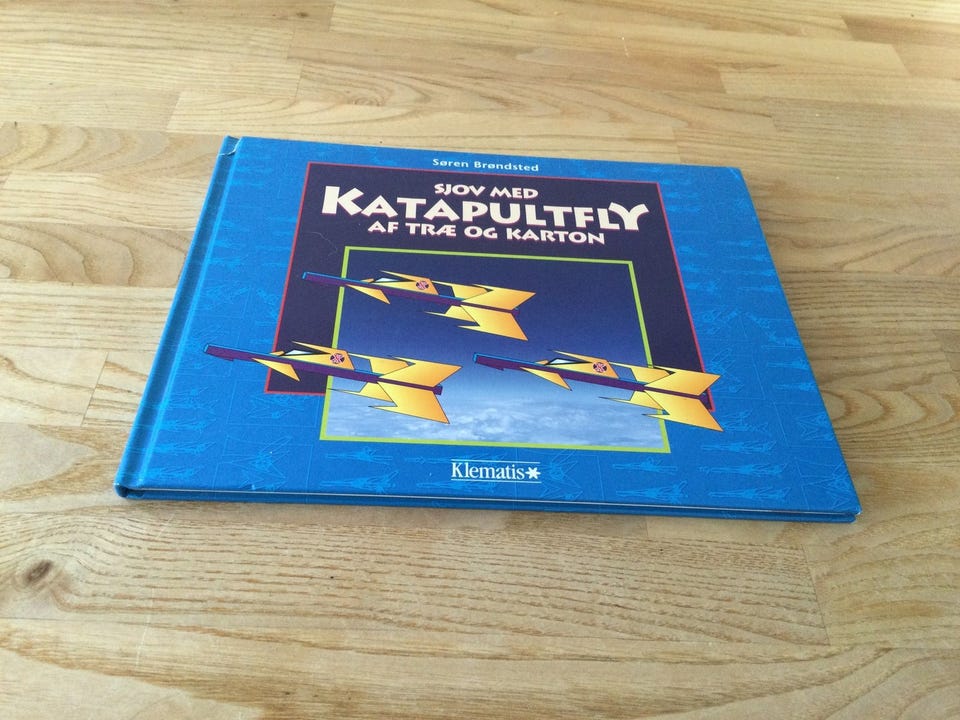 Søren Brøndsted
SJOV MED
KATAPULTFLY
AF TRÆ OG KARTON
Klematis